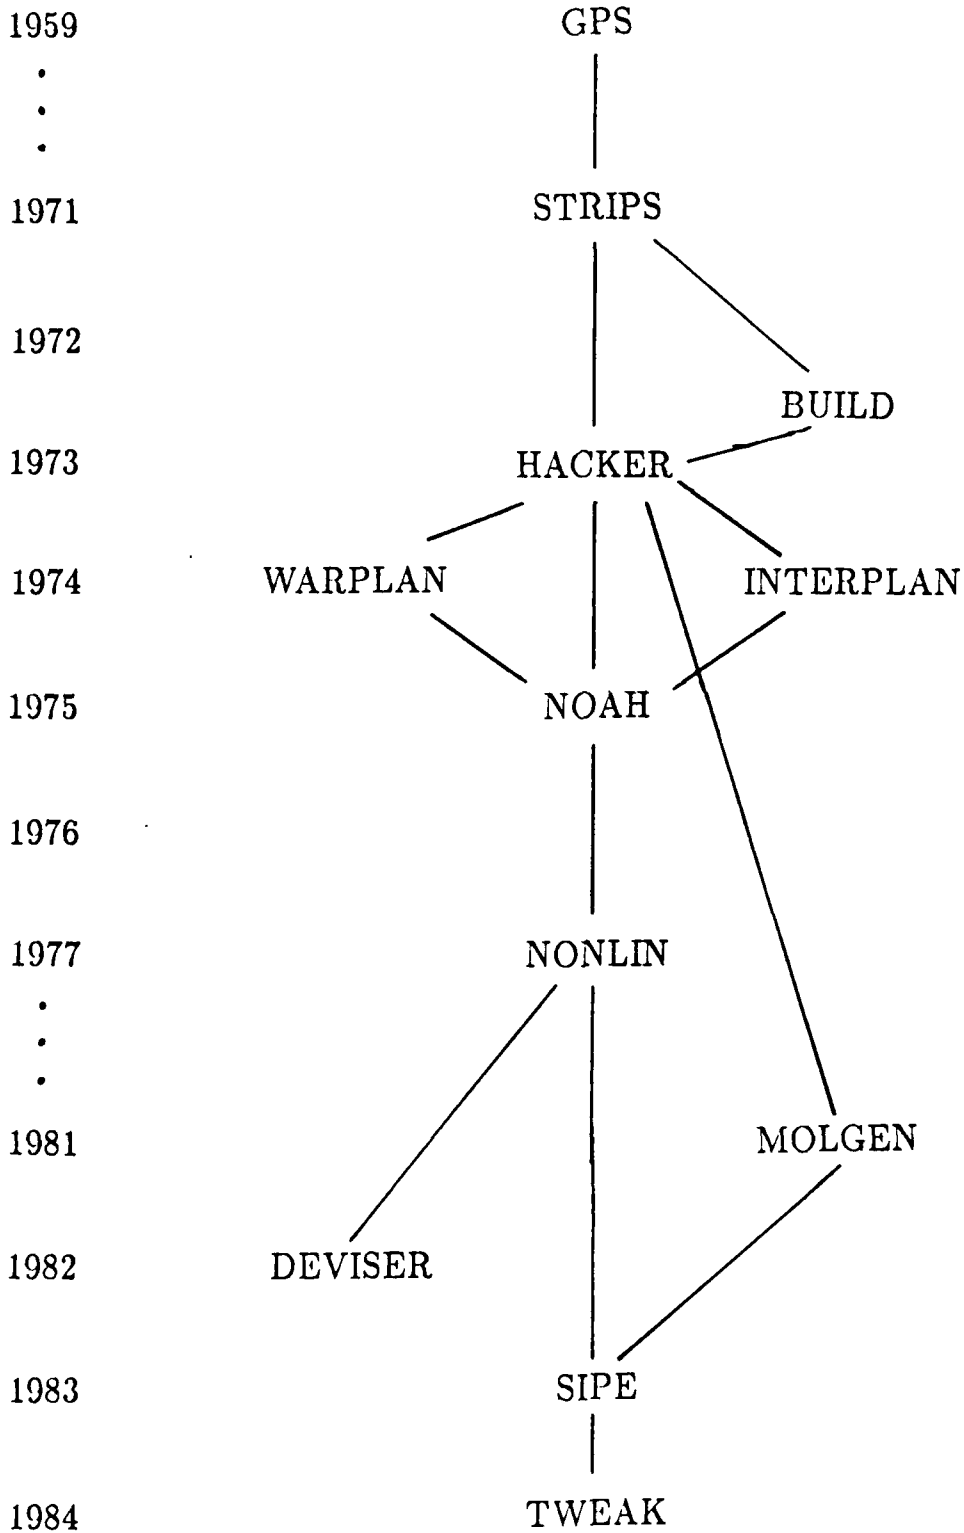 1959 GPS
1971 STRIPS
1972
BUILD
1973 HACKER
1974 WARPLAN INTERPLAN
1975 NOAH
1976
1977 NONLIN
1981 MOLGEN
1982 DEVISER
1983 SIPE
1984 TWEAK